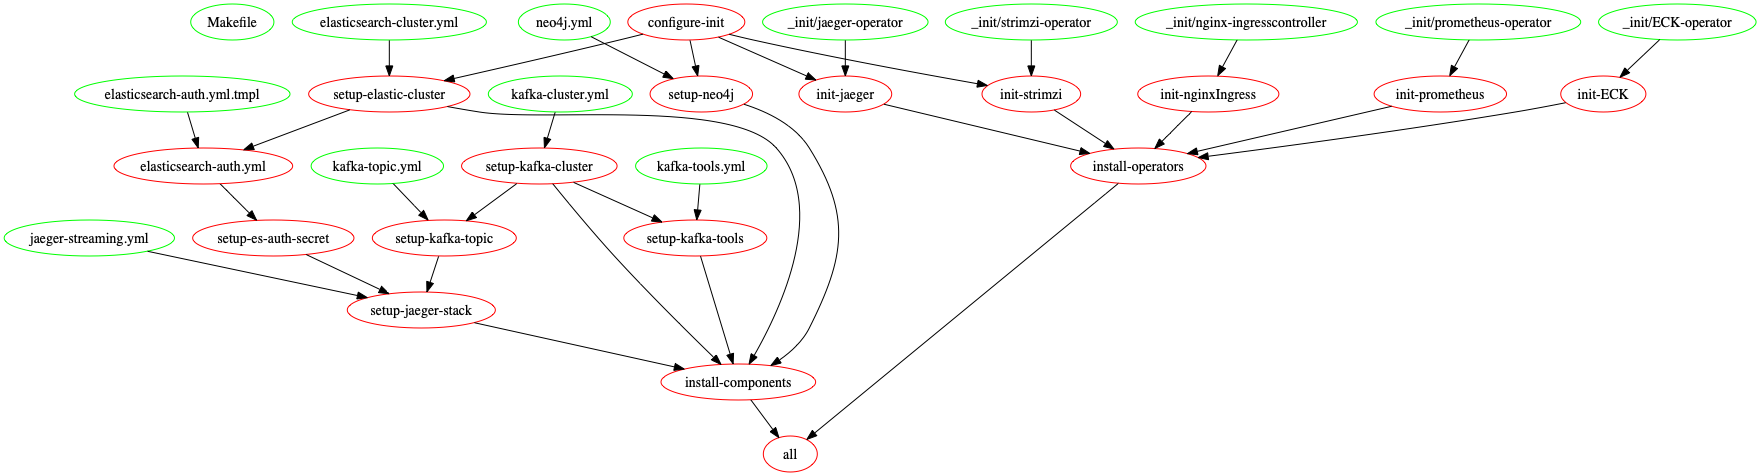 Makefile
elasticsearch-cluster.yml
neo4j.yml
configure-init
_init/jaeger-operator
_init/strimzi-operator
_init/nginx-ingresscontroller
_init/prometheus-operator
_init/ECK-operator
elasticsearch-auth.yml.tmpl
setup-elastic-cluster
kafka-cluster.yml
setup-neo4j
init-jaeger
init-strimzi
init-nginxIngress
init-prometheus
init-ECK
elasticsearch-auth.yml
kafka-topic.yml
setup-kafka-cluster
kafka-tools.yml
install-operators
jaeger-streaming.yml
setup-es-auth-secret
setup-kafka-topic
setup-kafka-tools
setup-jaeger-stack
install-components
all